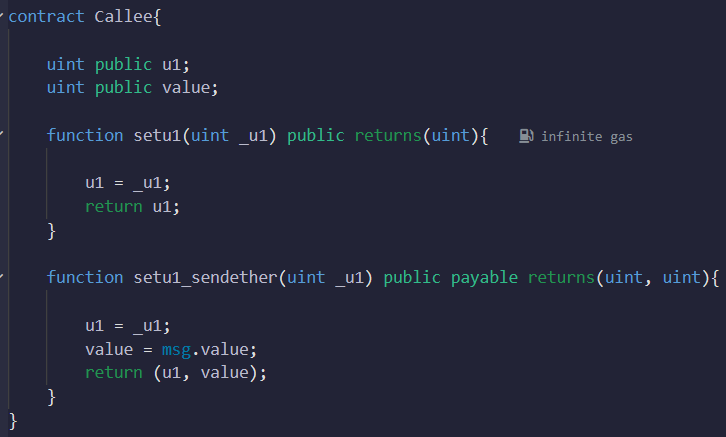 contract Callee{
uint public u1;
uint public value;
function setu1(uint _u1) public returns(uint){ infinite gas
u1 = _u1;
return u1;
}
function setu1_sendether(uint _u1) public payable returns(uint, uint){
u1 = _u1;
value = msg.value;
return (u1, value);
}
}